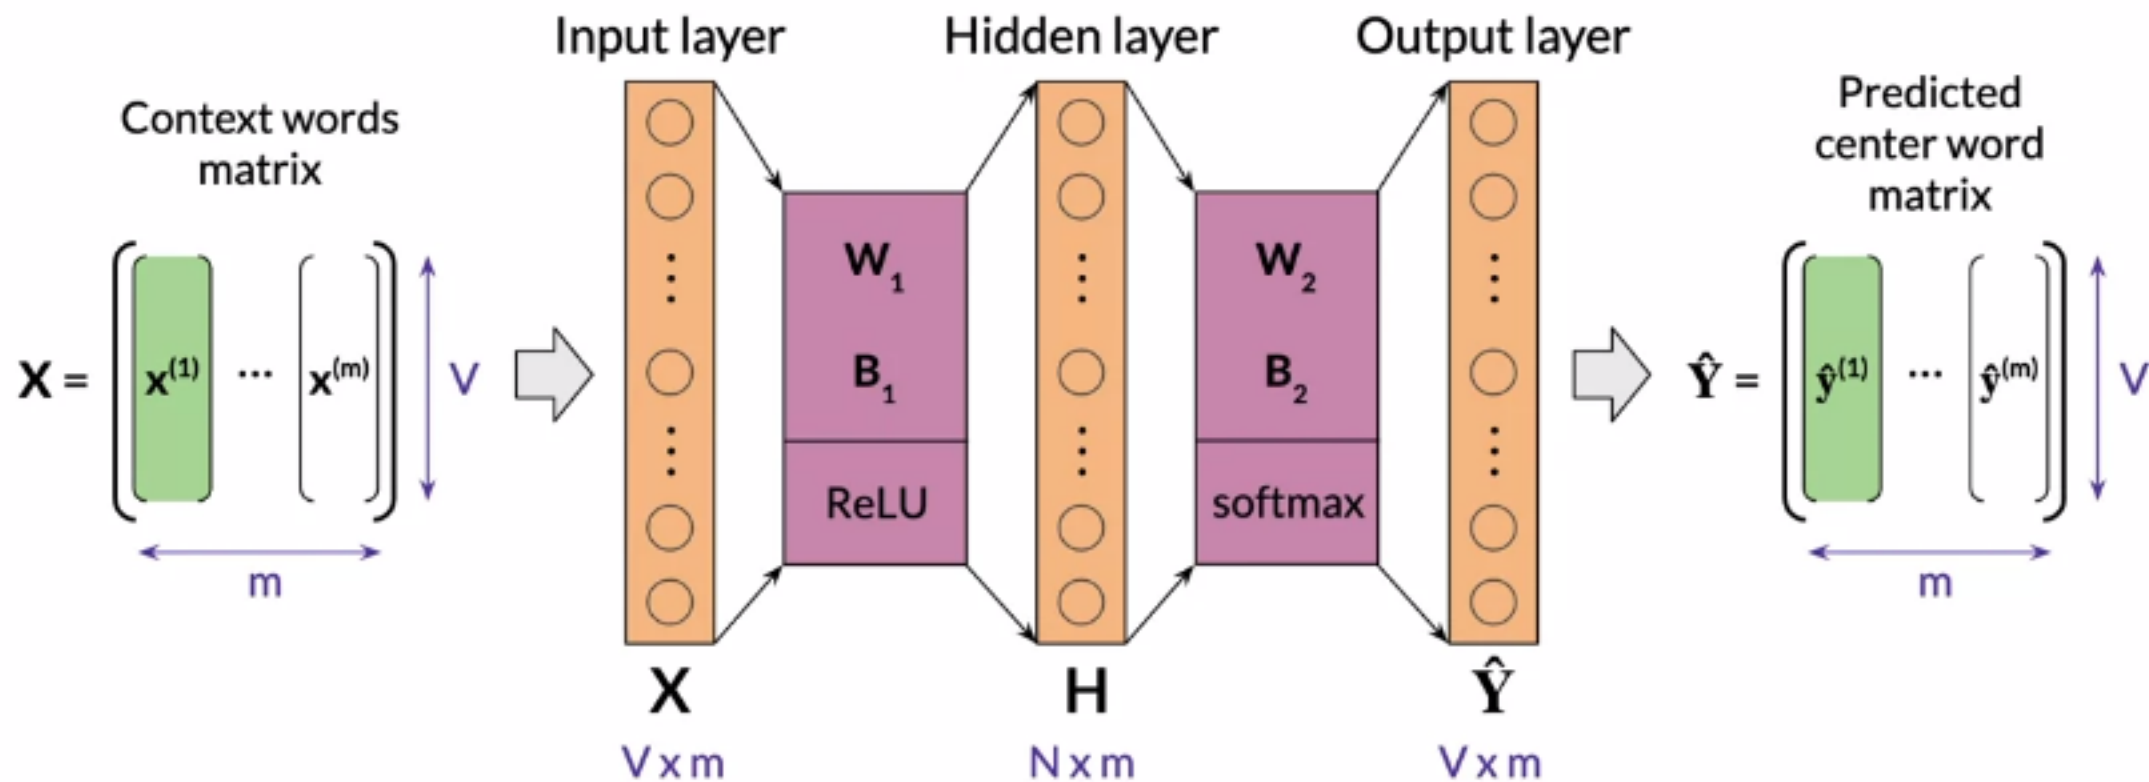 Input layer
Hidden layer
Output layer
Context words
matrix
Predicted
center word
matrix
X =
x⁽¹⁾ ··· x⁽ᵐ⁾
V
m
W₁
B₁
ReLU
W₂
B₂
softmax
Ŷ =
ŷ⁽¹⁾ ··· ŷ⁽ᵐ⁾
V
m
X
H
Ŷ
V x m
N x m
V x m